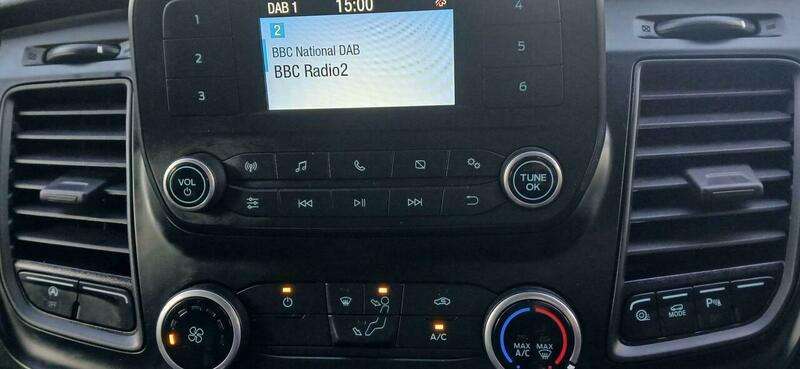 DAB 1 15:00
1
2
3
2
BBC National DAB
BBC Radio2
4
5
6
VOL
TUNE
OK
OFF
A/C
MAX
A/C
MAX
MODE
P